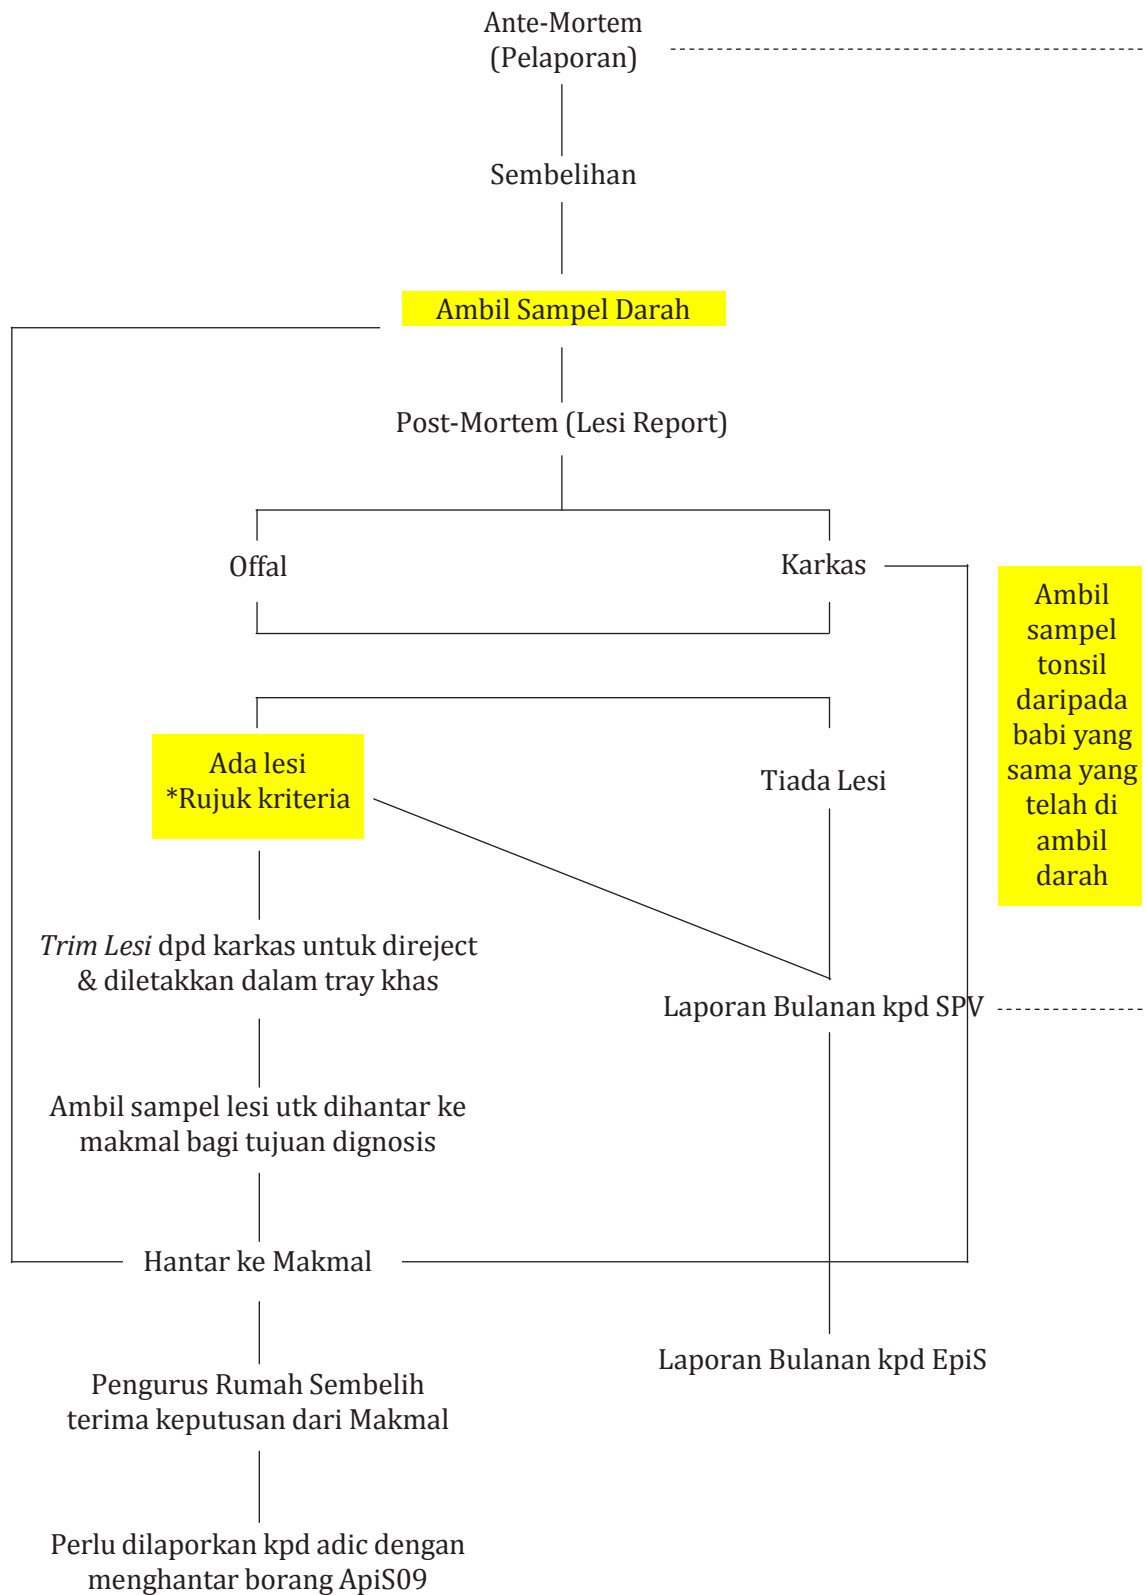 Ante-Mortem
(Pelaporan)
Sembelihan
Ambil Sampel Darah
Post-Mortem (Lesi Report)
Offal
Karkas
Ambil
sampel
tonsil
daripada
babi yang
sama yang
telah di
ambil
darah
Ada lesi
*Rujuk kriteria
Tiada Lesi
Trim Lesi dpd karkas untuk direject
& diletakkan dalam tray khas
Laporan Bulanan kpd SPV
Ambil sampel lesi utk dihantar ke
makmal bagi tujuan dignosis
Hantar ke Makmal
Laporan Bulanan kpd EpiS
Pengurus Rumah Sembelih
terima keputusan dari Makmal
Perlu dilaporkan kpd adic dengan
menghantar borang ApiS09